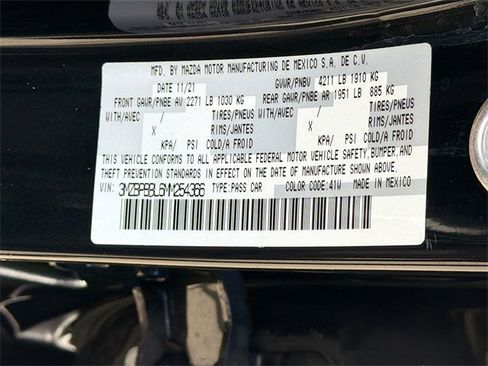 MFD. BY MAZDA MOTOR MANUFACTURING DE MEXICO S.A. DE C.V.
DATE 11/21 GVWR/PNBV 4211 LB 1910 KG
FRONT GAWR/PNBE AV 2271 LB 1030 KG REAR GAWR/PNBE AR 1951 LB 885 KG
WITH/AVEC / TIRES/PNEUS WITH/AVEC / TIRES/PNEUS
X RIMS/JANTES X RIMS/JANTES
KPA/ PSI COLD/A FROID KPA/ PSI COLD/A FROID
THIS VEHICLE CONFORMS TO ALL APPLICABLE FEDERAL MOTOR VEHICLE SAFETY, BUMPER, AND
THEFT PREVENTION STANDARDS IN EFFECT ON THE DATE OF MANUFACTURE SHOWN ABOVE.
VIN: TYPE: PASS CAR COLOR CODE: 41W MADE IN MEXICO